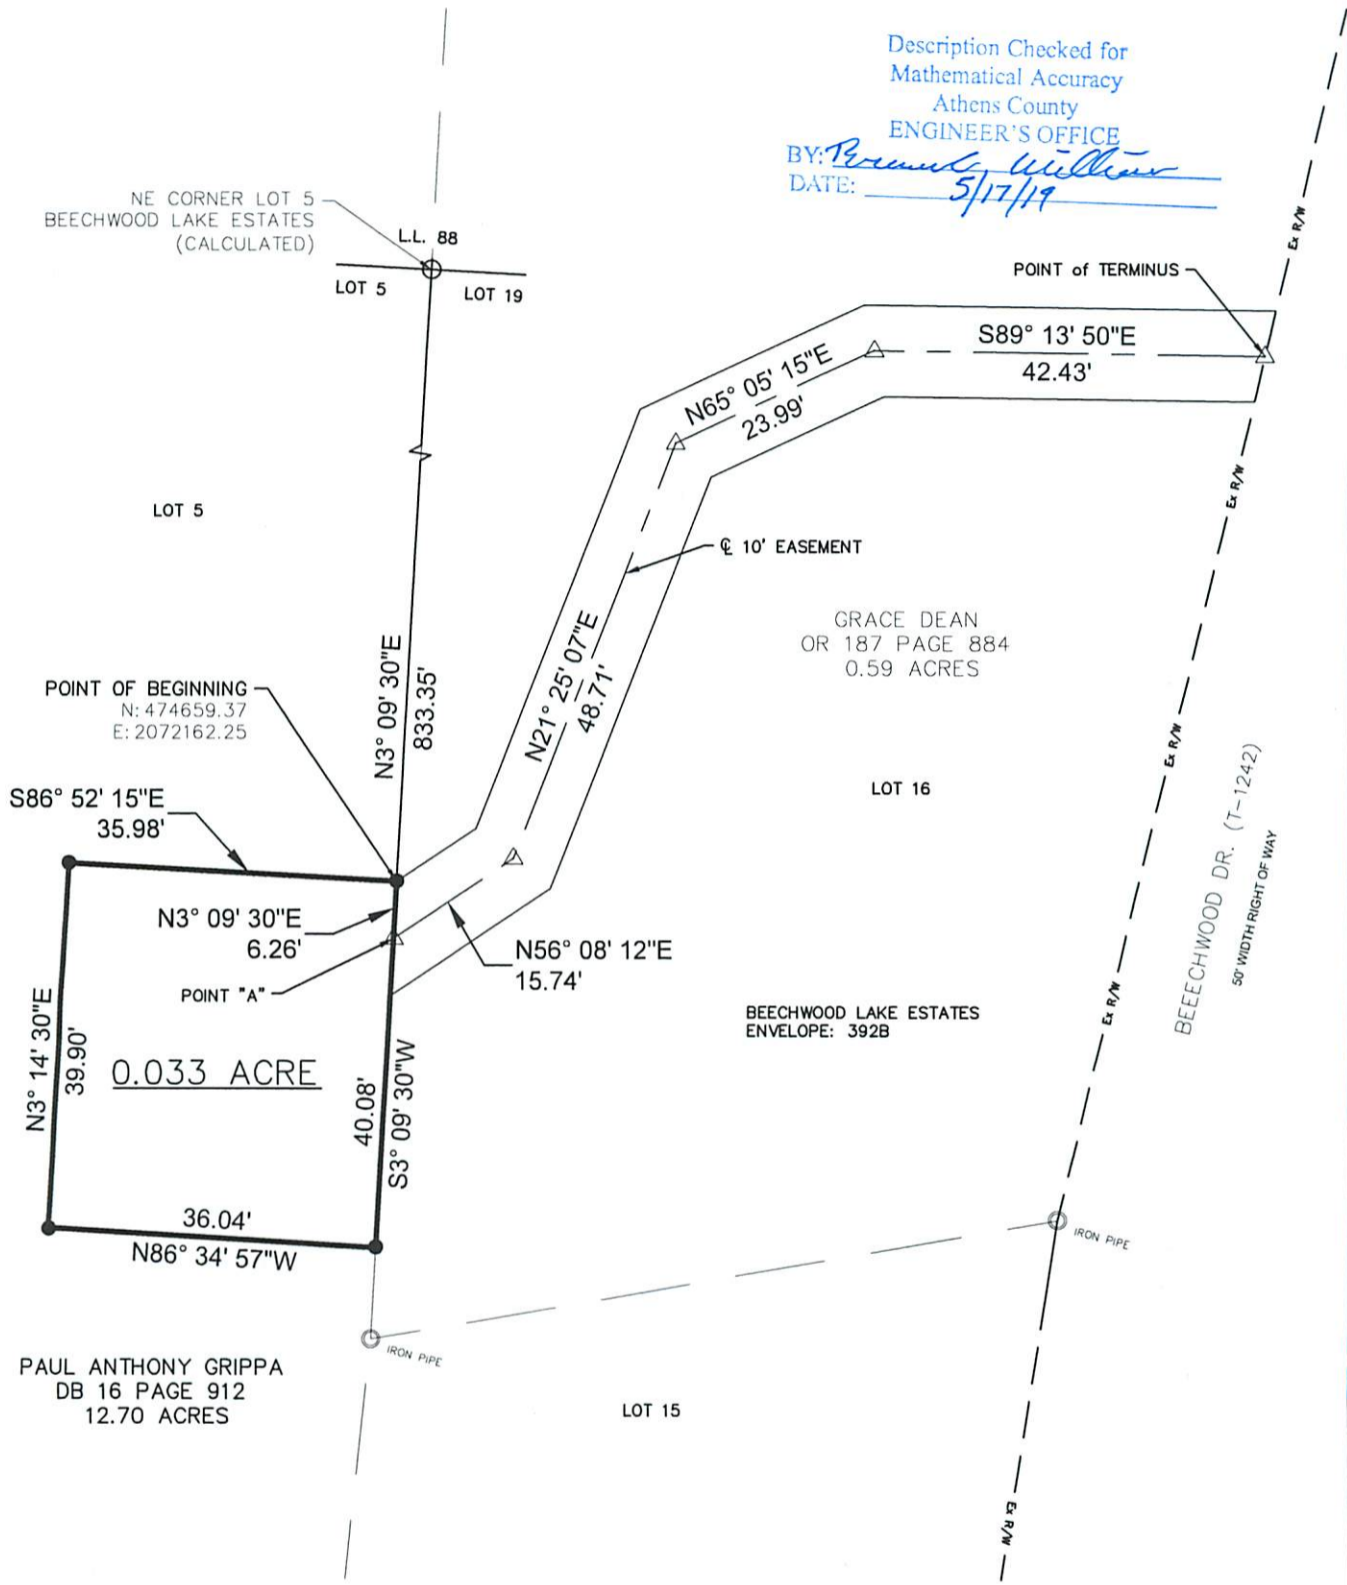 Description Checked for
Mathematical Accuracy
Athens County
ENGINEER'S OFFICE
BY:
DATE: 5/17/19
NE CORNER LOT 5
BEECHWOOD LAKE ESTATES
(CALCULATED)
L.L. 88
LOT 5
LOT 19
Ex R/W
POINT of TERMINUS
S89° 13' 50"E
42.43'
N65° 05' 15"E
23.99'
Ex R/W
LOT 5
℄ 10' EASEMENT
N21° 25' 07"E
48.71'
GRACE DEAN
OR 187 PAGE 884
0.59 ACRES
N3° 09' 30"E
833.35'
POINT OF BEGINNING
N: 474659.37
E: 2072162.25
Ex R/W
LOT 16
S86° 52' 15"E
35.98'
BEEECHWOOD DR. (T-1242)
50' WIDTH RIGHT OF WAY
N3° 09' 30"E
6.26'
N56° 08' 12"E
15.74'
POINT "A"
Ex R/W
BEECHWOOD LAKE ESTATES
ENVELOPE: 392B
N3° 14' 30"E
39.90'
0.033 ACRE
40.08'
S3° 09' 30"W
36.04'
N86° 34' 57"W
IRON PIPE
IRON PIPE
PAUL ANTHONY GRIPPA
DB 16 PAGE 912
12.70 ACRES
LOT 15
Ex R/W